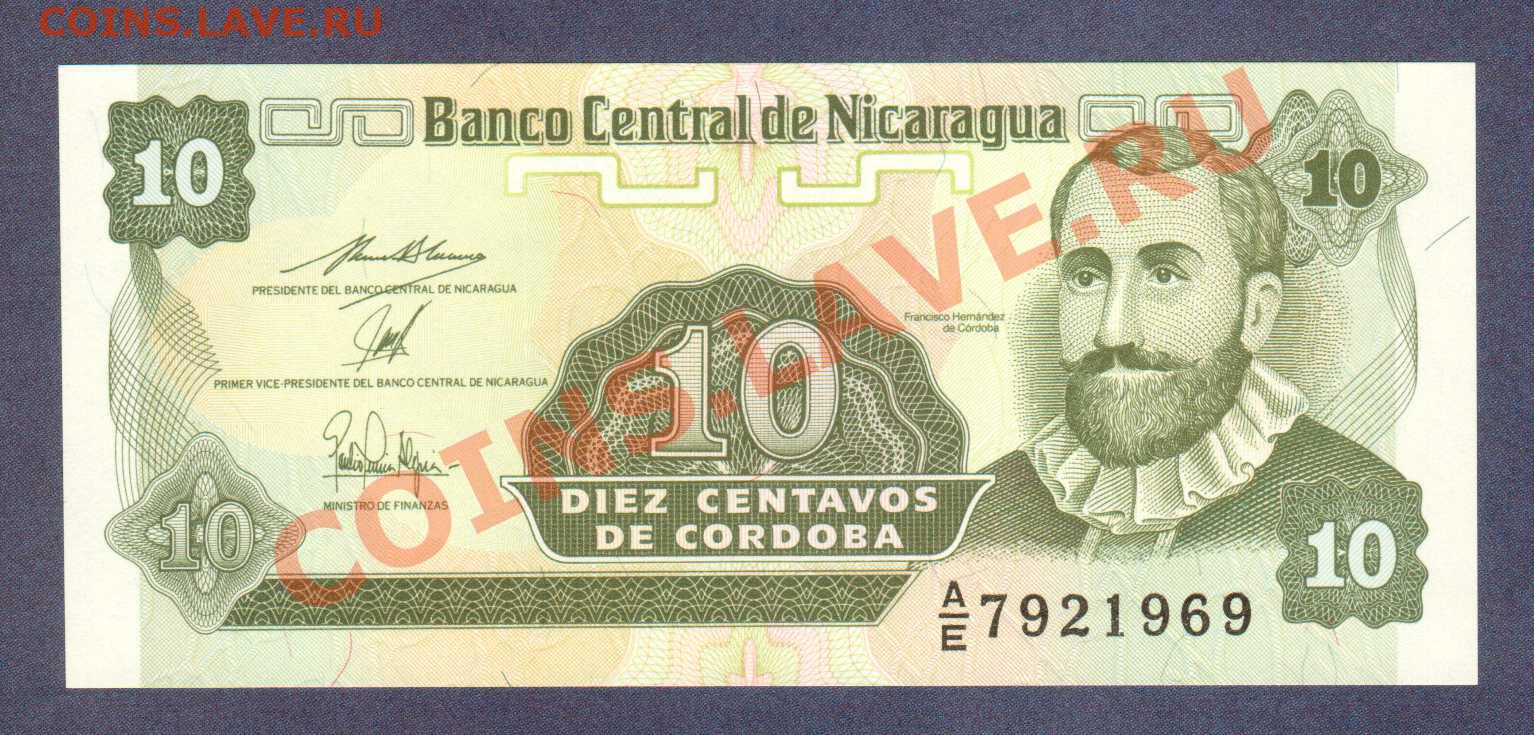 COINS.LAVE.RU
Banco Central de Nicaragua
10
10
PRESIDENTE DEL BANCO CENTRAL DE NICARAGUA
Francisco Hernández
de Córdoba
10
PRIMER VICE-PRESIDENTE DEL BANCO CENTRAL DE NICARAGUA
COINS.LAVE.RU
MINISTRO DE FINANZAS
DIEZ CENTAVOS
DE CORDOBA
10
10
A/E 7921969